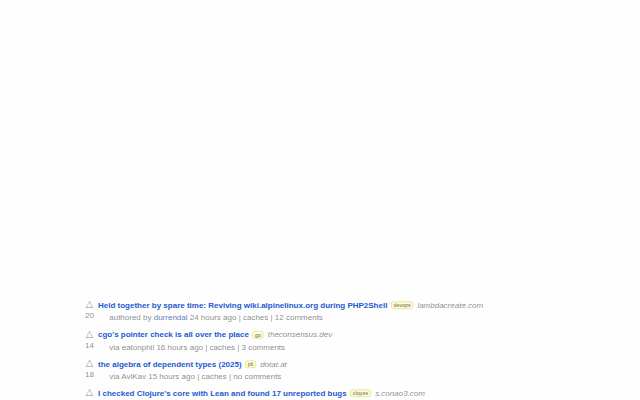 Held together by spare time: Reviving wiki.alpinelinux.org during PHP2Shell devops lambdacreate.com
20 authored by durrendal 24 hours ago | caches | 12 comments
cgo's pointer check is all over the place go theconsensus.dev
14 via eatonphil 16 hours ago | caches | 3 comments
the algebra of dependent types (2025) plt dotat.at
18 via AviKav 15 hours ago | caches | no comments
I checked Clojure's core with Lean and found 17 unreported bugs clojure s.conao3.com